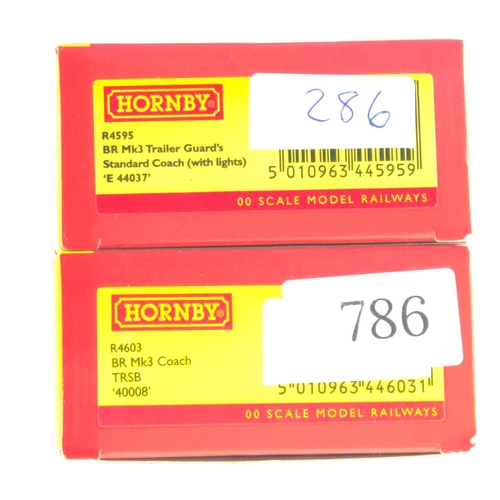 HORNBY®
286
R4595
BR Mk3 Trailer Guard's
Standard Coach (with lights)
'E 44037'
5 010963 445959
00 SCALE MODEL RAILWAYS
HORNBY®
786
R4603
BR Mk3 Coach
TRSB
'40008'
5 010963 446031
00 SCALE MODEL RAILWAYS